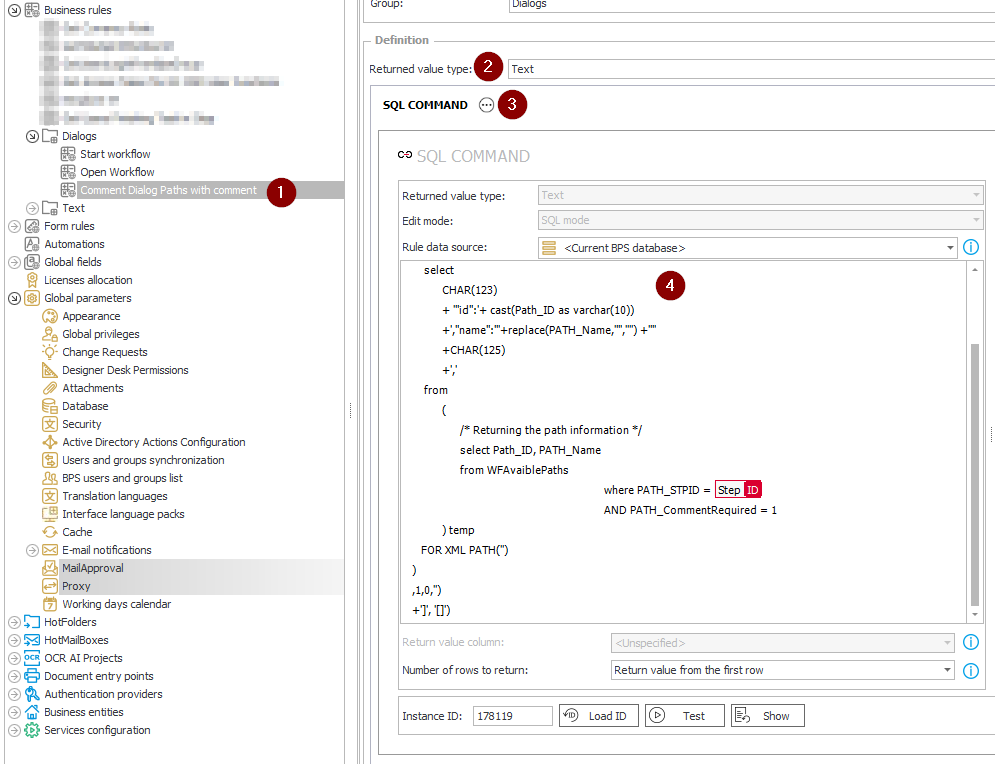 Business rules
Dialogs
Start workflow
Open Workflow
Comment Dialog Paths with comment
1
Text
Form rules
Automations
Global fields
Licenses allocation
Global parameters
Appearance
Global privileges
Change Requests
Designer Desk Permissions
Attachments
Database
Security
Active Directory Actions Configuration
Users and groups synchronization
BPS users and groups list
Translation languages
Interface language packs
Cache
E-mail notifications
MailApproval
Proxy
7 Working days calendar
HotFolders
HotMailBoxes
OCR OCR AI Projects
Document entry points
Authentication providers
Business entities
Services configuration
Group: Dialogs
Definition
Returned value type: 2 Text
SQL COMMAND 3
SQL COMMAND
Returned value type: Text
Edit mode: SQL mode
Rule data source: <Current BPS database>
4
select
CHAR(123)
+ '"id":'+ cast(Path_ID as varchar(10))
+',"name":"'+replace(PATH_Name,'"','') +'"'
+CHAR(125)
+','
from
(
/* Returning the path information */
select Path_ID, PATH_Name
from WFAvaiblePaths
where PATH_STPID = Step ID
AND PATH_CommentRequired = 1
) temp
FOR XML PATH('')
)
,1,0,'')
+']', '[]')
Return value column: <Unspecified>
Number of rows to return: Return value from the first row
Instance ID: 178119 ID Load ID Test Show